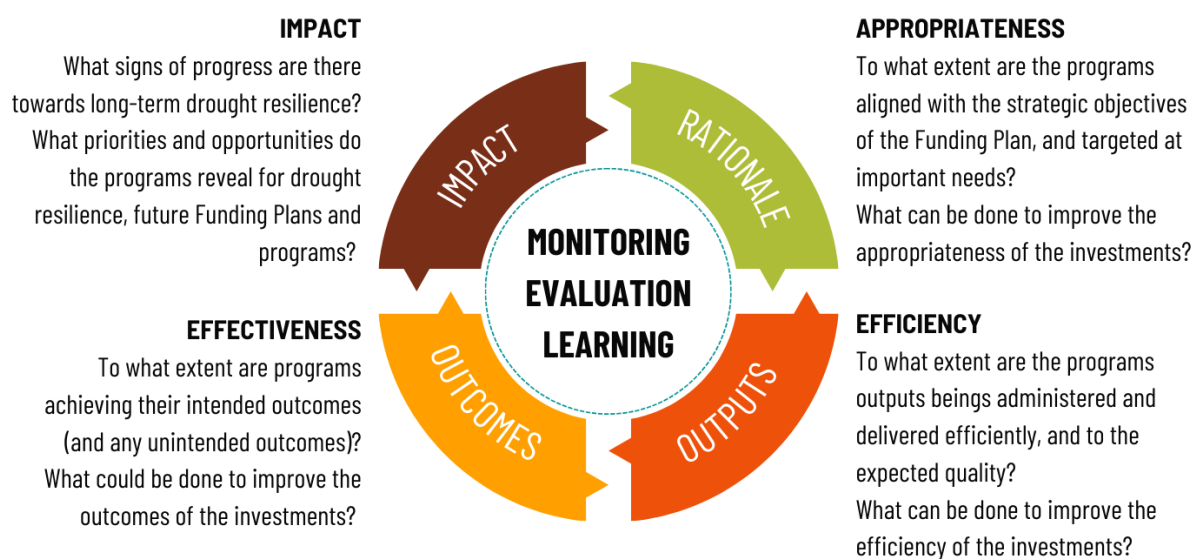 IMPACT
What signs of progress are there
towards long-term drought resilience?
What priorities and opportunities do
the programs reveal for drought
resilience, future Funding Plans and
programs?
EFFECTIVENESS
To what extent are programs
achieving their intended outcomes
(and any unintended outcomes)?
What could be done to improve the
outcomes of the investments?
IMPACT
RATIONALE
OUTCOMES
OUTPUTS
MONITORING
EVALUATION
LEARNING
APPROPRIATENESS
To what extent are the programs
aligned with the strategic objectives
of the Funding Plan, and targeted at
important needs?
What can be done to improve the
appropriateness of the investments?
EFFICIENCY
To what extent are the programs
outputs beings administered and
delivered efficiently, and to the
expected quality?
What can be done to improve the
efficiency of the investments?